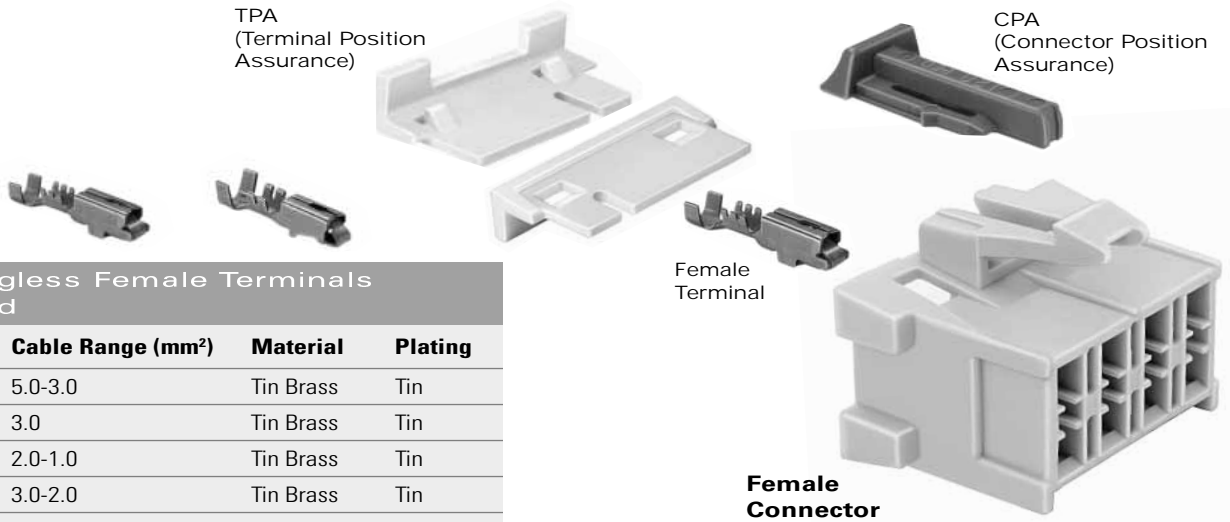 TPA
(Terminal Position
Assurance)
CPA
(Connector Position
Assurance)
Female
Terminal
gless Female Terminals
d
Cable Range (mm²) Material Plating
5.0-3.0 Tin Brass Tin
3.0 Tin Brass Tin
2.0-1.0 Tin Brass Tin
3.0-2.0 Tin Brass Tin
Female
Connector